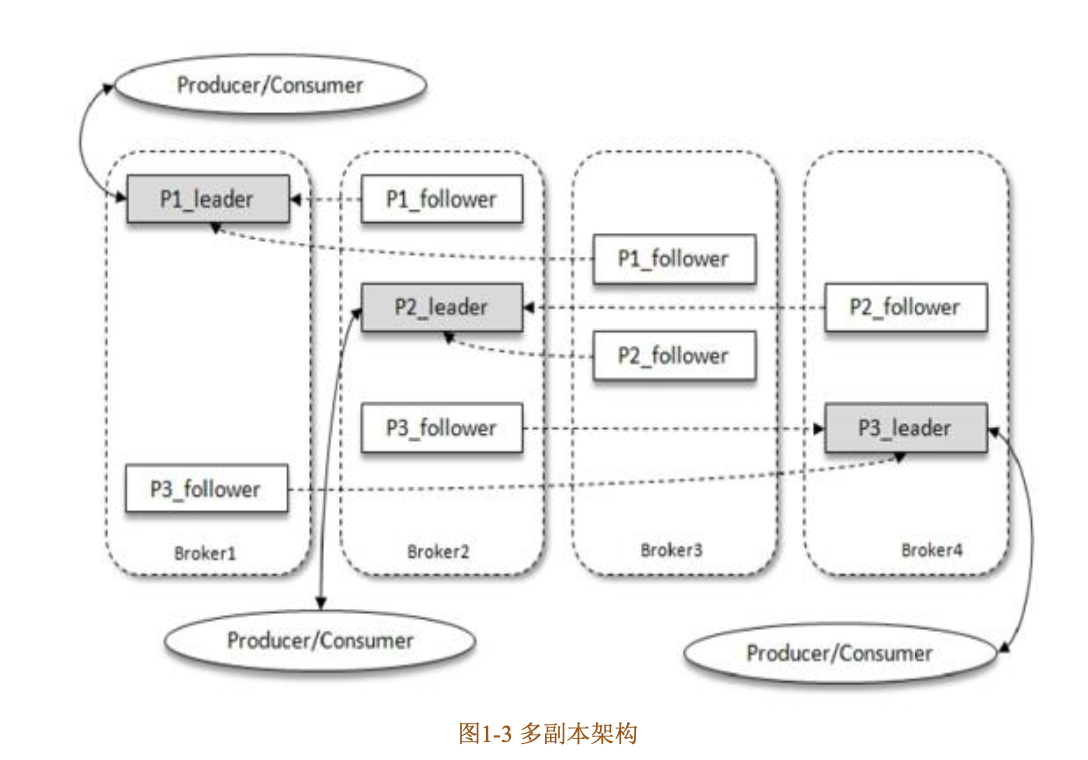 Producer/Consumer
P1_leader
P1_follower
P1_follower
P2_leader
P2_follower
P2_follower
P3_follower
P3_leader
P3_follower
Broker1
Broker2
Broker3
Broker4
Producer/Consumer
Producer/Consumer
图1-3 多副本架构